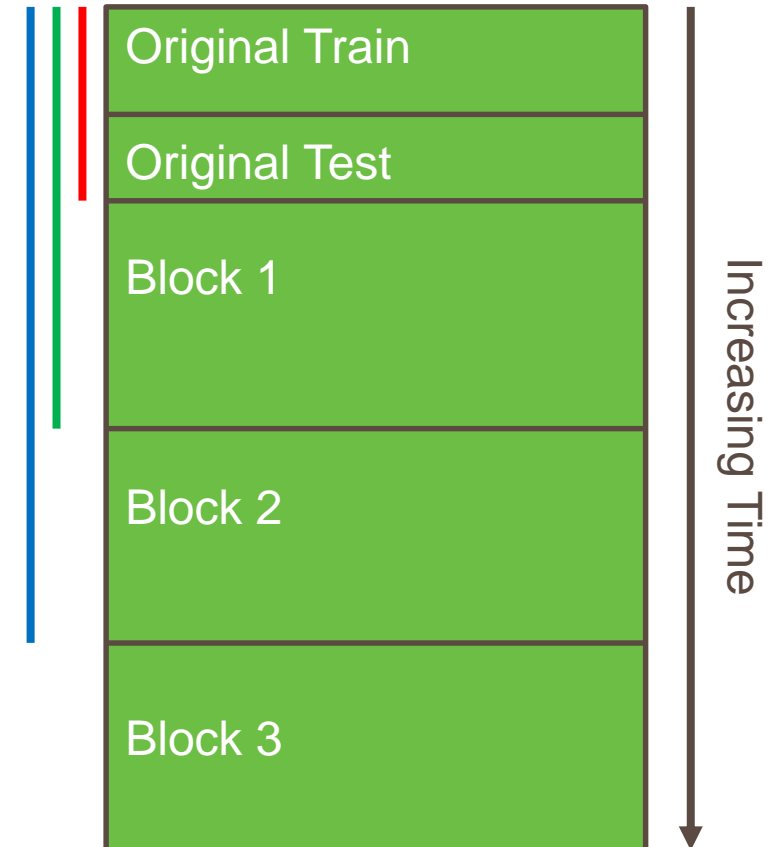 Original Train
Original Test
Block 1
Block 2
Block 3
Increasing Time